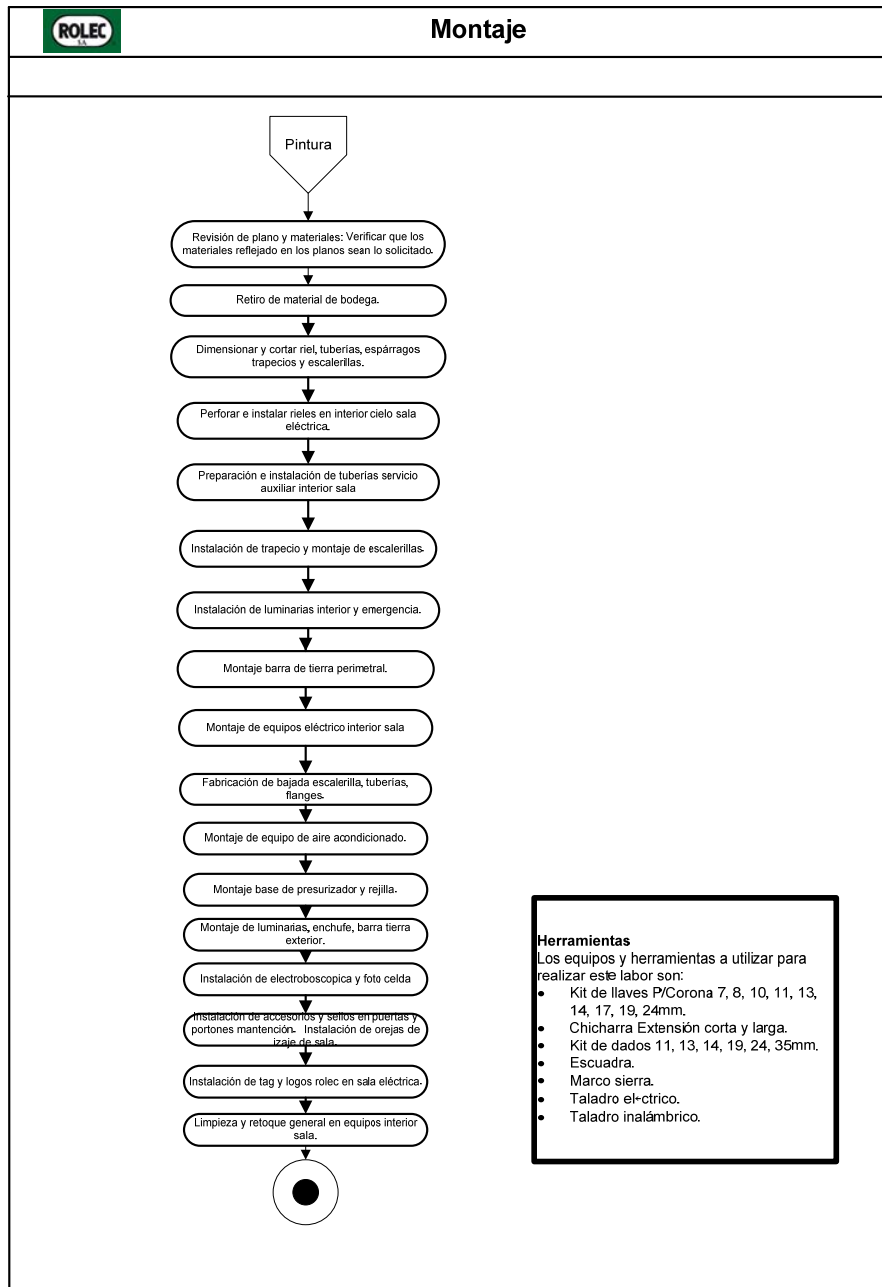 ROLEC
S.A.
Montaje
Pintura
Revisión de plano y materiales: Verificar que los
materiales reflejado en los planos sean lo solicitado.
Retiro de material de bodega.
Dimensionar y cortar riel, tuberías, espárragos
trapecios y escalerillas.
Perforar e instalar rieles en interior cielo sala
eléctrica.
Preparación e instalación de tuberías servicio
auxiliar interior sala
Instalación de trapecio y montaje de escalerillas.
Instalación de luminarias interior y emergencia.
Montaje barra de tierra perimetral.
Montaje de equipos eléctrico interior sala
Fabricación de bajada escalerilla, tuberías,
flanges.
Montaje de equipo de aire acondicionado.
Montaje base de presurizador y rejilla.
Montaje de luminarias, enchufe, barra tierra
exterior.
Instalación de electroboscopica y foto celda
Instalación de accesorios y sellos en puertas y
portones mantención. Instalación de orejas de
izaje de sala.
Instalación de tag y logos rolec en sala eléctrica.
Limpieza y retoque general en equipos interior
sala.
Herramientas
Los equipos y herramientas a utilizar para
realizar este labor son:
• Kit de llaves P/Corona 7, 8, 10, 11, 13,
14, 17, 19, 24mm.
• Chicharra Extensión corta y larga.
• Kit de dados 11, 13, 14, 19, 24, 35mm.
• Escuadra.
• Marco sierra.
• Taladro el÷ctrico.
• Taladro inalámbrico.